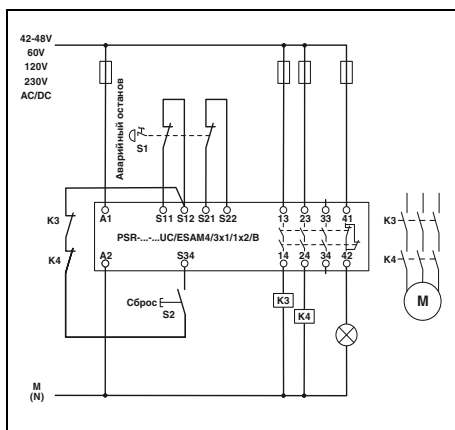 42-48V
60V
120V
230V
AC/DC
Аварийный останов
S1
S11 S12 S21 S22
K3
K4
A1 13 23 33 41
PSR-...-...UC/ESAM4/3x1/1x2/B
A2 S34 14 24 34 42
Сброс
S2
K3
K4
K3
K4
M
M
(N)